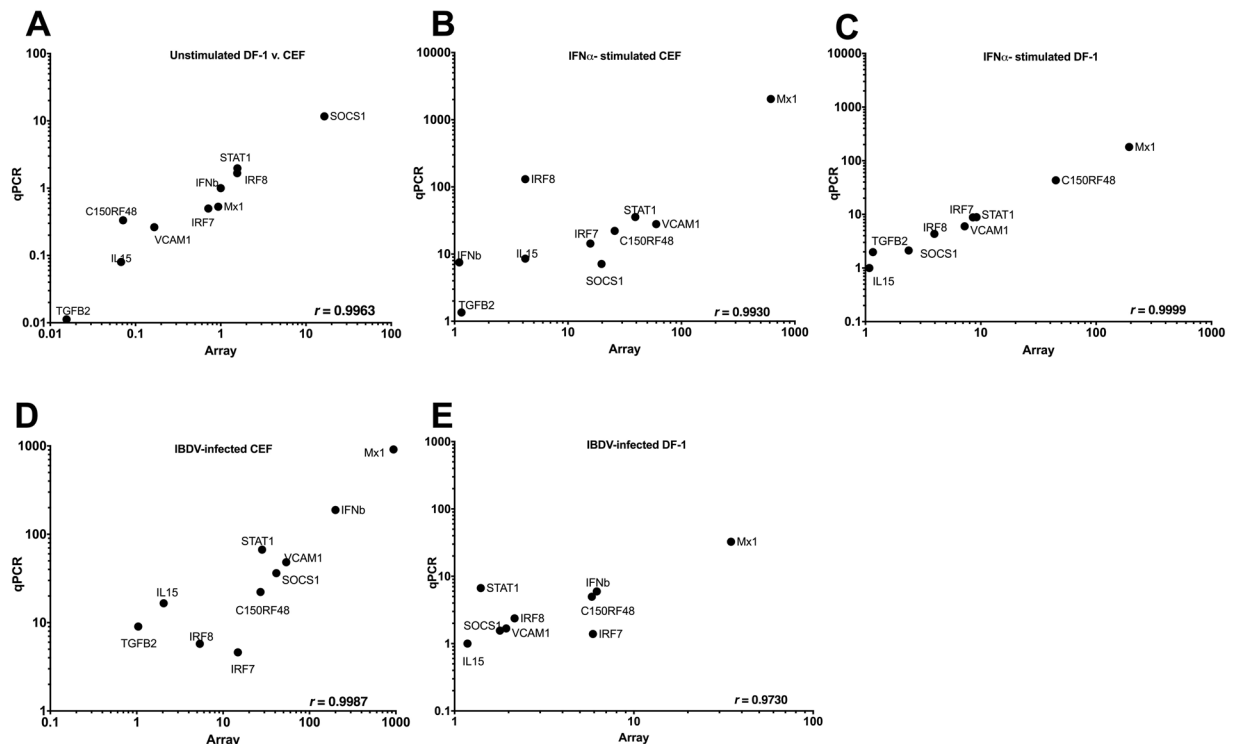 A
Unstimulated DF-1 v. CEF
qPCR
100
10
1
0.1
0.01
SOCS1
STAT1
IFNb
IRF8
C150RF48
IRF7
Mx1
VCAM1
IL15
TGFB2
r = 0.9963
0.01
0.1
1
10
100
Array
B
IFNα- stimulated CEF
qPCR
10000
1000
100
10
1
Mx1
IRF8
STAT1
VCAM1
IRF7
C150RF48
IFNb
IL15
SOCS1
TGFB2
r = 0.9930
1
10
100
1000
Array
C
IFNα- stimulated DF-1
qPCR
10000
1000
100
10
1
0.1
Mx1
C150RF48
IRF7
STAT1
IRF8
VCAM1
TGFB2
SOCS1
IL15
r = 0.9999
1
10
100
1000
Array
D
IBDV-infected CEF
qPCR
1000
100
10
1
Mx1
IFNb
STAT1
VCAM1
SOCS1
IL15
C150RF48
TGFB2
IRF8
IRF7
r = 0.9987
0.1
1
10
100
1000
Array
E
IBDV-infected DF-1
qPCR
1000
100
10
1
0.1
Mx1
STAT1
IFNb
C150RF48
SOCS1
IRF8
VCAM1
IRF7
IL15
r = 0.9730
1
10
100
Array